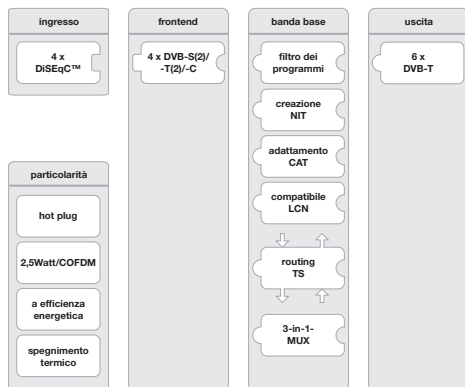 ingresso
4 x
DiSEqC™
particolarità
hot plug
2,5Watt/COFDM
a efficienza
energetica
spegnimento
termico
frontend
4 x DVB-S(2)/
-T(2)/-C
banda base
filtro dei
programmi
creazione
NIT
adattamento
CAT
compatibile
LCN
routing
TS
3-in-1-
MUX
uscita
6 x
DVB-T